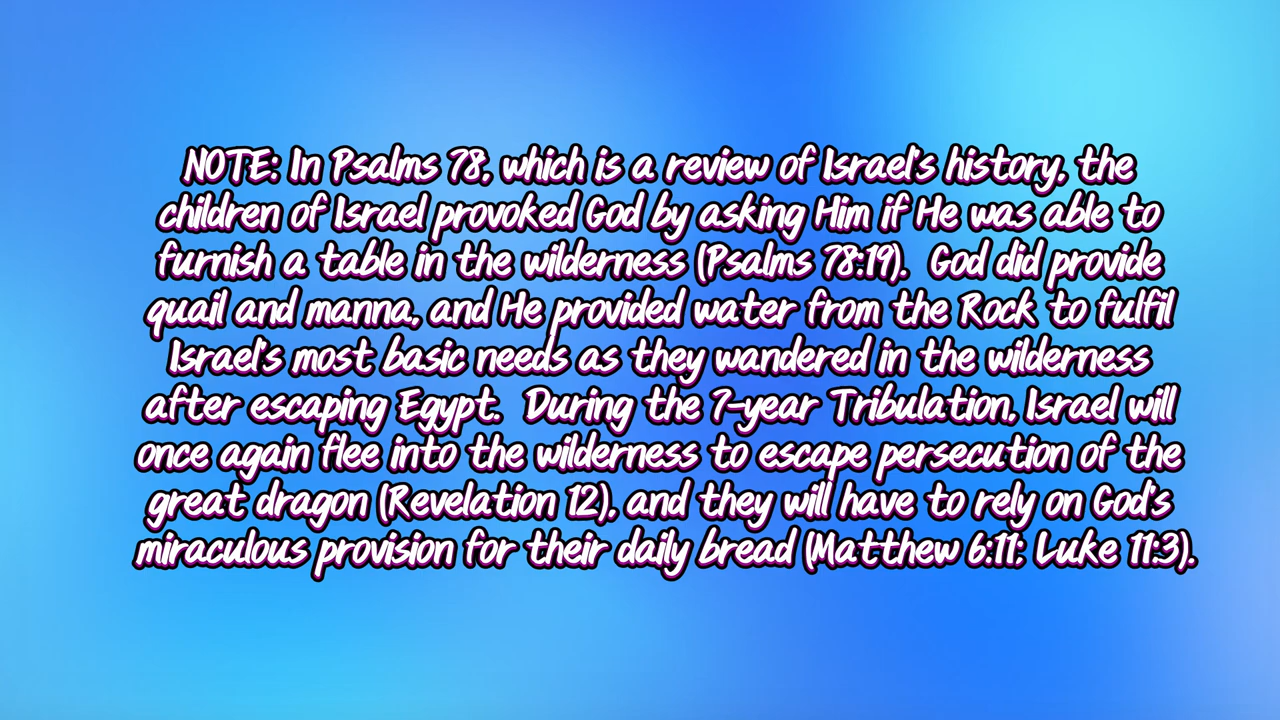 NOTE: In Psalms 78, which is a review of Israel's history, the
children of Israel provoked God by asking Him if He was able to
furnish a table in the wilderness (Psalms 78:19).  God did provide
quail and manna, and He provided water from the Rock to fulfil
Israel's most basic needs as they wandered in the wilderness
after escaping Egypt.  During the 7-year Tribulation, Israel will
once again flee into the wilderness to escape persecution of the
great dragon (Revelation 12), and they will have to rely on God's
miraculous provision for their daily bread (Matthew 6:11; Luke 11:3).